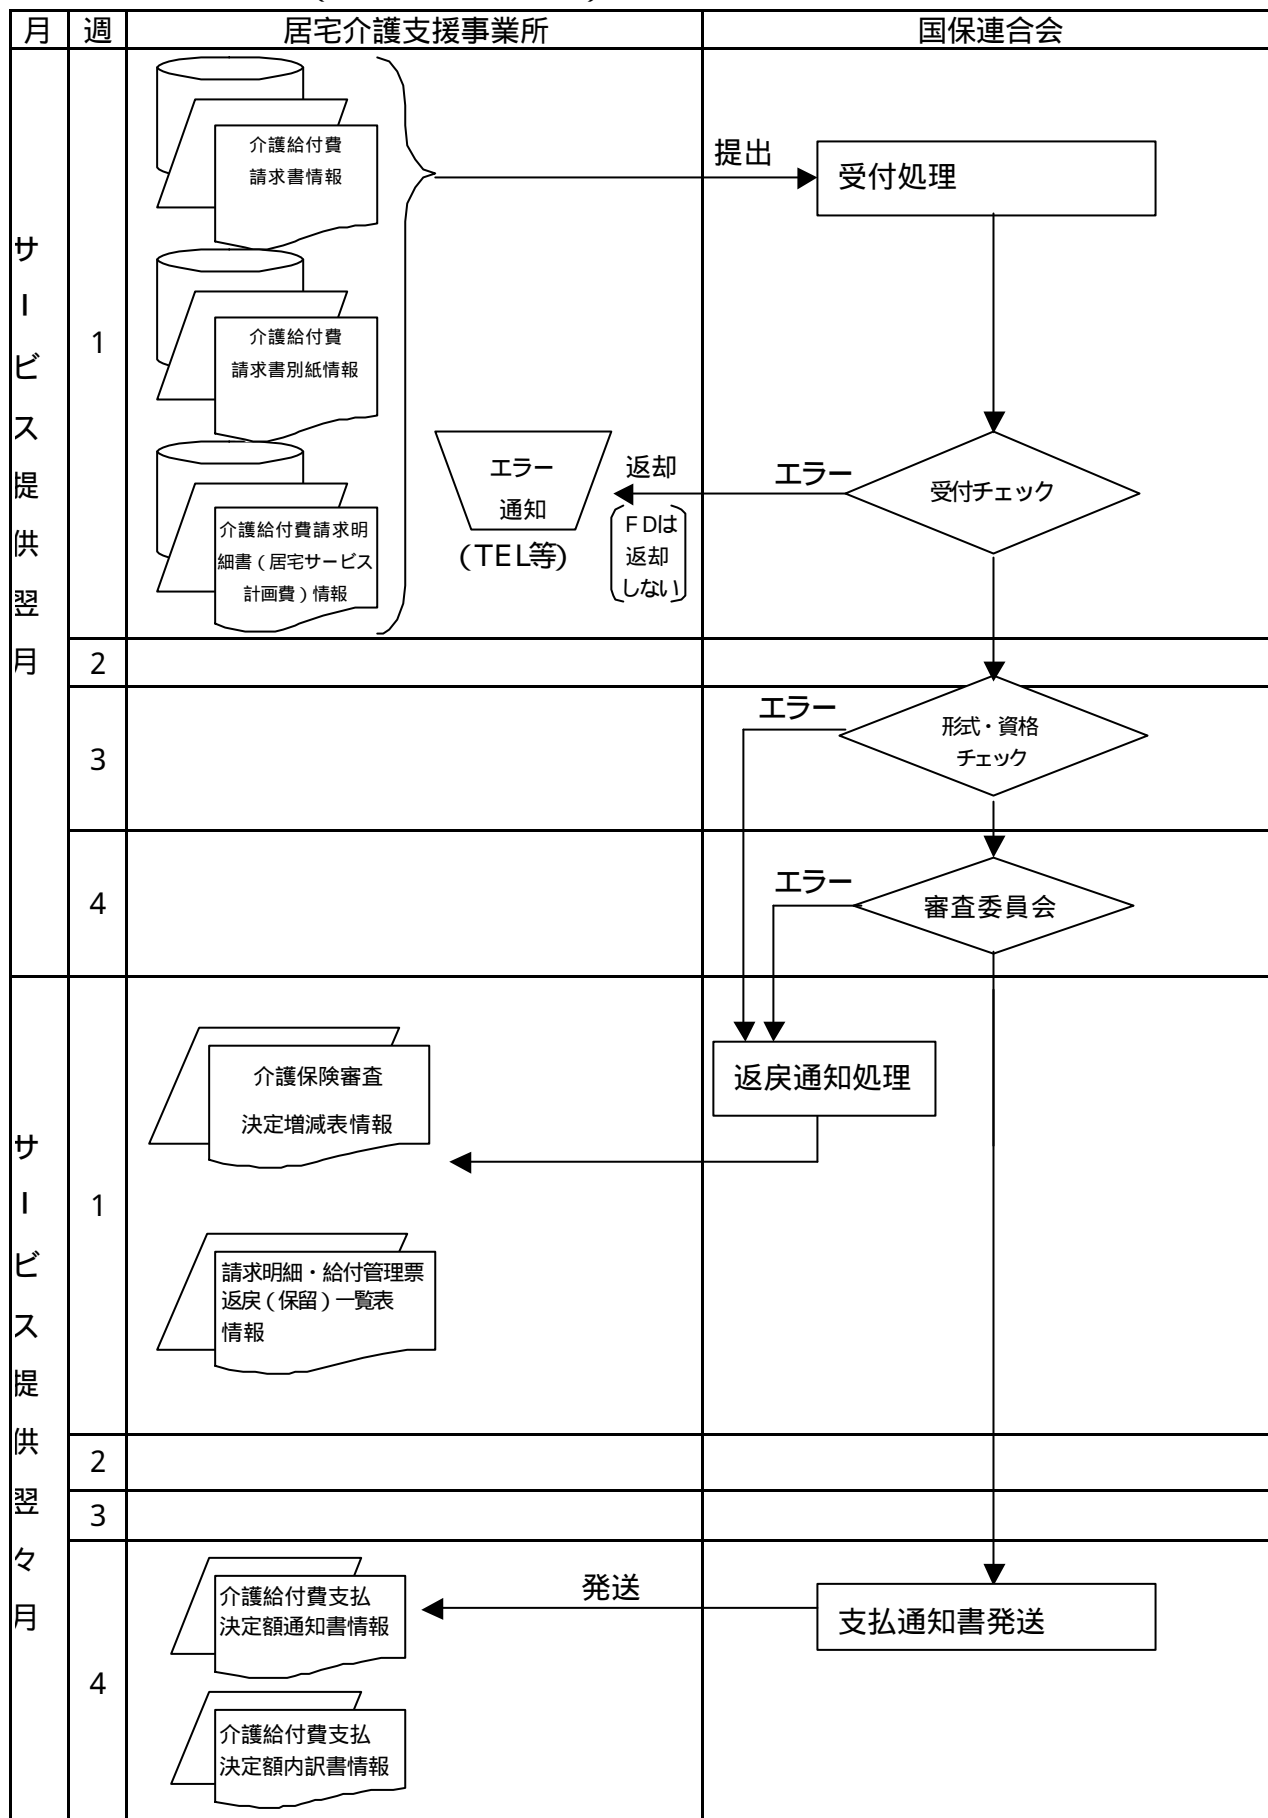 月 週 居宅介護支援事業所 国保連合会
サービス提供翌月
1
介護給付費
請求書情報
提出
受付処理
介護給付費
請求書別紙情報
介護給付費請求明
細書(居宅サービス
計画費)情報
エラー
通知
(TEL等)
返却
FDは
返却
しない
エラー
受付チェック
2
3
エラー
形式・資格
チェック
4
エラー
審査委員会
サービス提供翌々月
1
介護保険審査
決定増減表情報
返戻通知処理
請求明細・給付管理票
返戻(保留)一覧表
情報
2
3
4
介護給付費支払
決定額通知書情報
発送
支払通知書発送
介護給付費支払
決定額内訳書情報